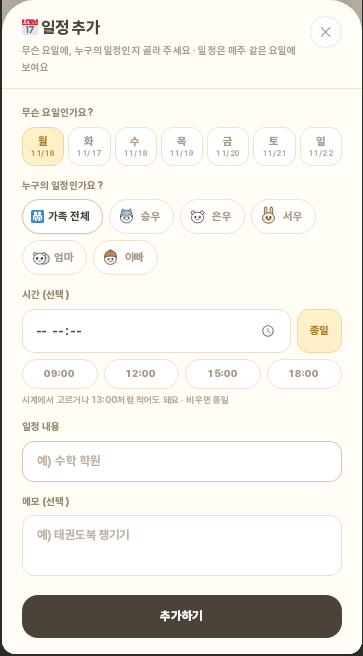 일정 추가
무슨 요일에, 누구의 일정인지 골라 주세요 · 일정은 매주 같은 요일에
보여요
무슨 요일인가요?
월 화 수 목 금 토 일
11/16 11/17 11/18 11/19 11/20 11/21 11/22
누구의 일정인가요?
가족 전체 승우 은우 서우
엄마 아빠
시간 (선택)
-- --:-- 종일
09:00 12:00 15:00 18:00
시계에서 고르거나 13:00처럼 적어도 돼요 · 비우면 종일
일정 내용
예) 수학 학원
메모 (선택)
예) 태권도복 챙기기
추가하기